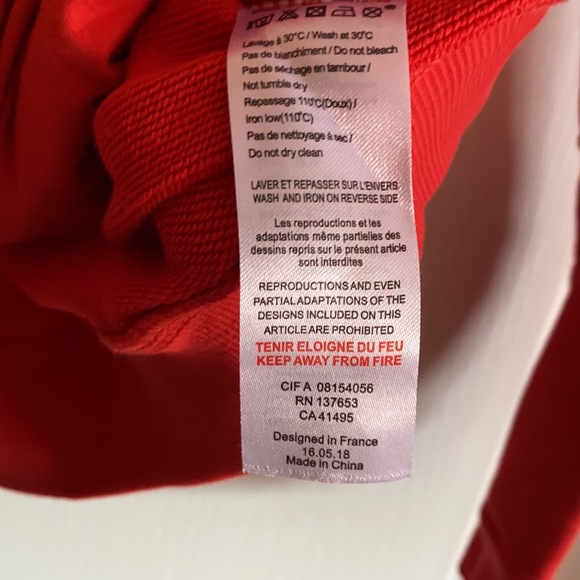 Lavage à 30°C / Wash at 30°C
Pas de blanchiment / Do not bleach
Pas de séchage en tambour /
Not tumble dry
Repassage 110°C(Doux) /
Iron low(110°C)
Pas de nettoyage à sec /
Do not dry clean
LAVER ET REPASSER SUR L'ENVERS
WASH AND IRON ON REVERSE SIDE
Les reproductions et les
adaptations même partielles des
dessins repris sur le présent article
sont interdites
REPRODUCTIONS AND EVEN
PARTIAL ADAPTATIONS OF THE
DESIGNS INCLUDED ON THIS
ARTICLE ARE PROHIBITED
TENIR ELOIGNE DU FEU
KEEP AWAY FROM FIRE
CIF A 08154056
RN 137653
CA 41495
Designed in France
16.05.18
Made in China